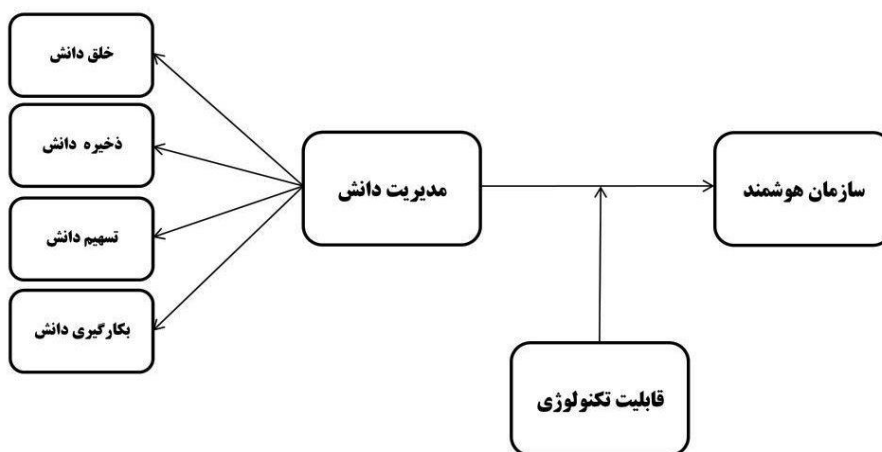 خلق دانش
ذخیره دانش
تسهیم دانش
بکارگیری دانش
مدیریت دانش
سازمان هوشمند
قابلیت تکنولوژی